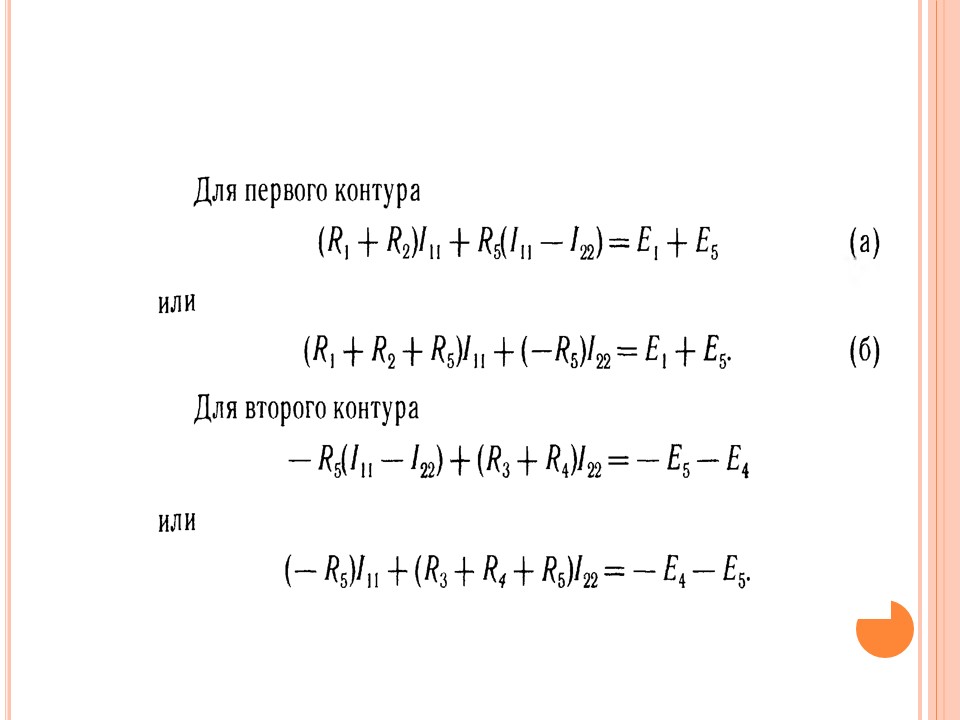 Для первого контура
(R₁ + R₂)I₁₁ + R₅(I₁₁ − I₂₂) = E₁ + E₅ (а)
или
(R₁ + R₂ + R₅)I₁₁ + (−R₅)I₂₂ = E₁ + E₅. (б)
Для второго контура
− R₅(I₁₁ − I₂₂) + (R₃ + R₄)I₂₂ = − E₅ − E₄
или
(− R₅)I₁₁ + (R₃ + R₄ + R₅)I₂₂ = − E₄ − E₅.